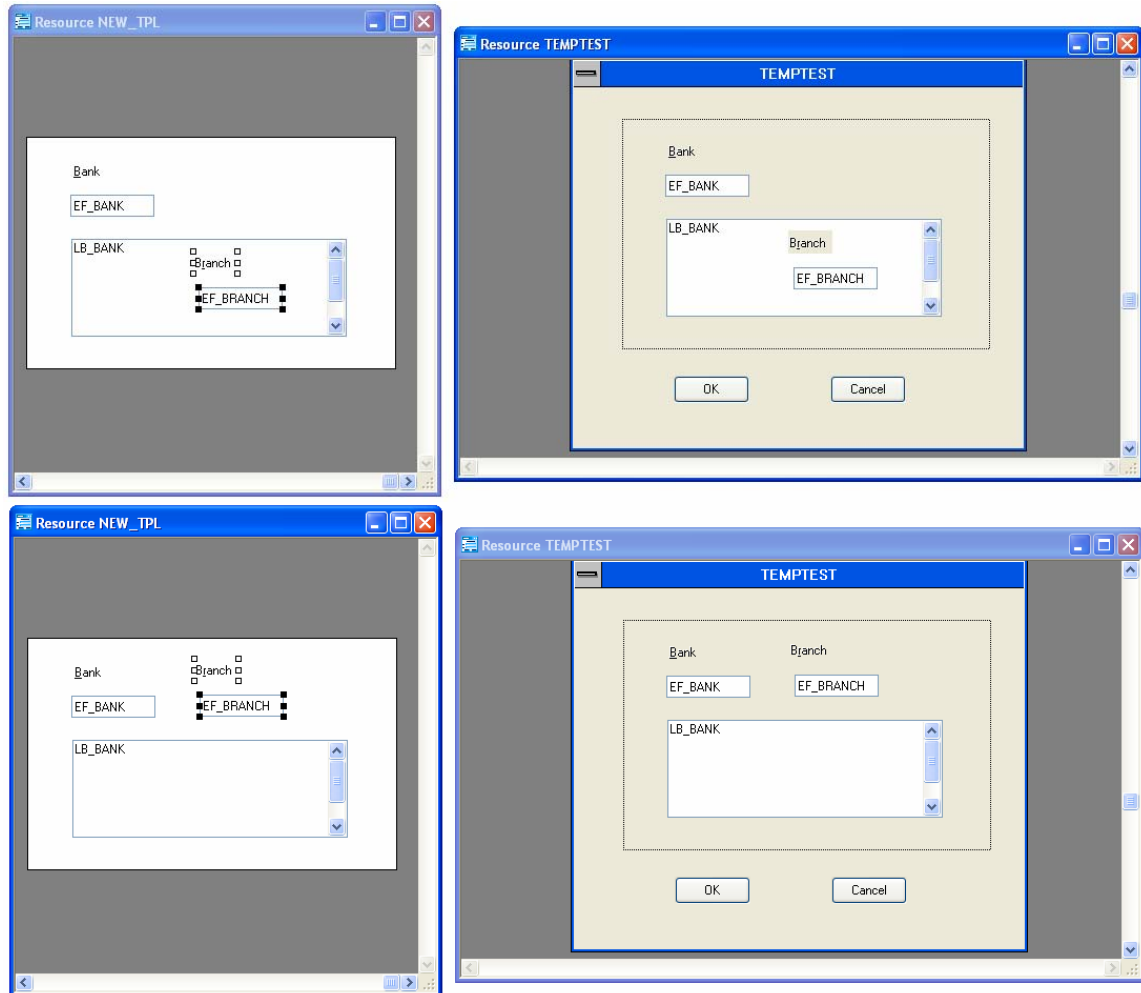 Resource NEW_TPL
Bank
EF_BANK
LB_BANK
Branch
EF_BRANCH
Resource TEMPTEST
TEMPTEST
Bank
EF_BANK
LB_BANK
Branch
EF_BRANCH
OK Cancel
Resource NEW_TPL
Bank Branch
EF_BANK EF_BRANCH
LB_BANK
Resource TEMPTEST
TEMPTEST
Bank Branch
EF_BANK EF_BRANCH
LB_BANK
OK Cancel